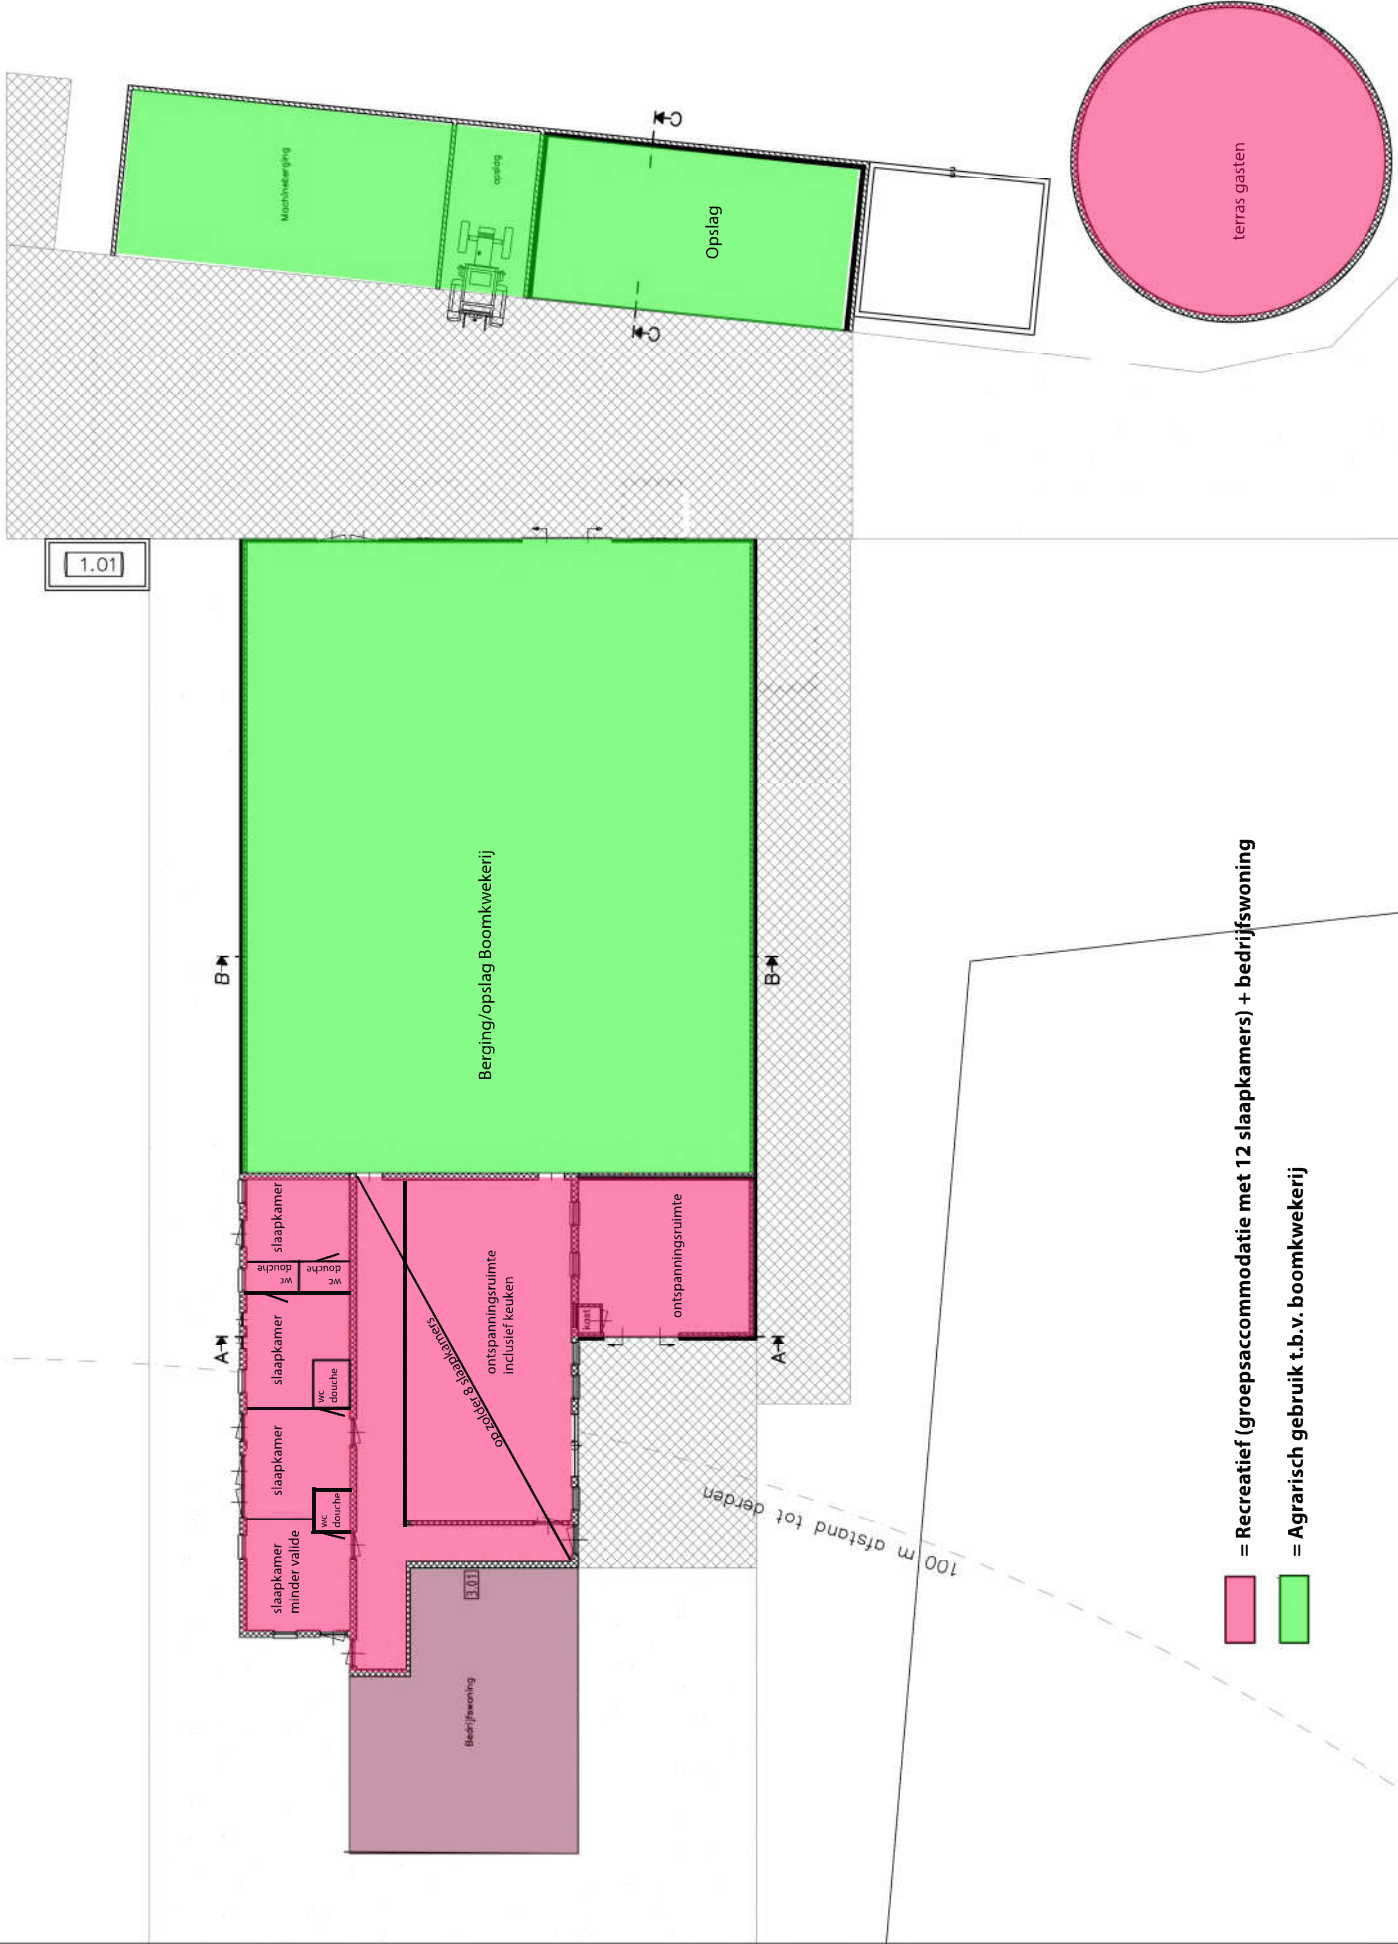 Machineberging
opslag
Opslag
C
C
terras gasten
1.01
Berging/opslag Boomkwekerij
B
B
slaapkamer
wc
douche
wc
douche
slaapkamer
wc
douche
slaapkamer
wc
douche
slaapkamer
minder valide
ontspanningsruimte
inclusief keuken
op zolder 8 slaapkamers
ontspanningsruimte
kast
A
A
3.01
Bedrijfswoning
100 m afstand tot derden
= Recreatief (groepsaccommodatie met 12 slaapkamers) + bedrijfswoning
= Agrarisch gebruik t.b.v. boomkwekerij